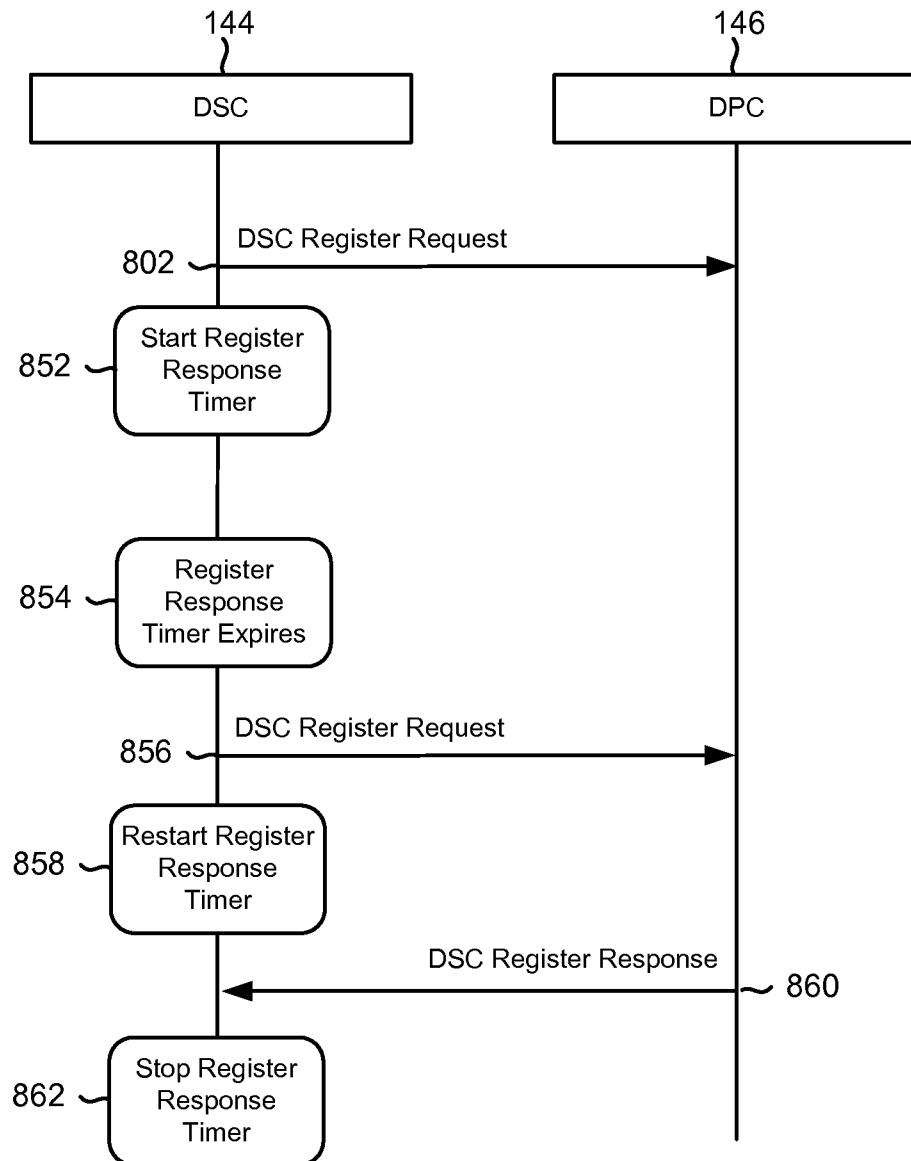 144
146
DSC
DPC
DSC Register Request
802
Start Register
Response
Timer
852
Register
Response
Timer Expires
854
DSC Register Request
856
Restart Register
Response
Timer
858
DSC Register Response
860
Stop Register
Response
Timer
862